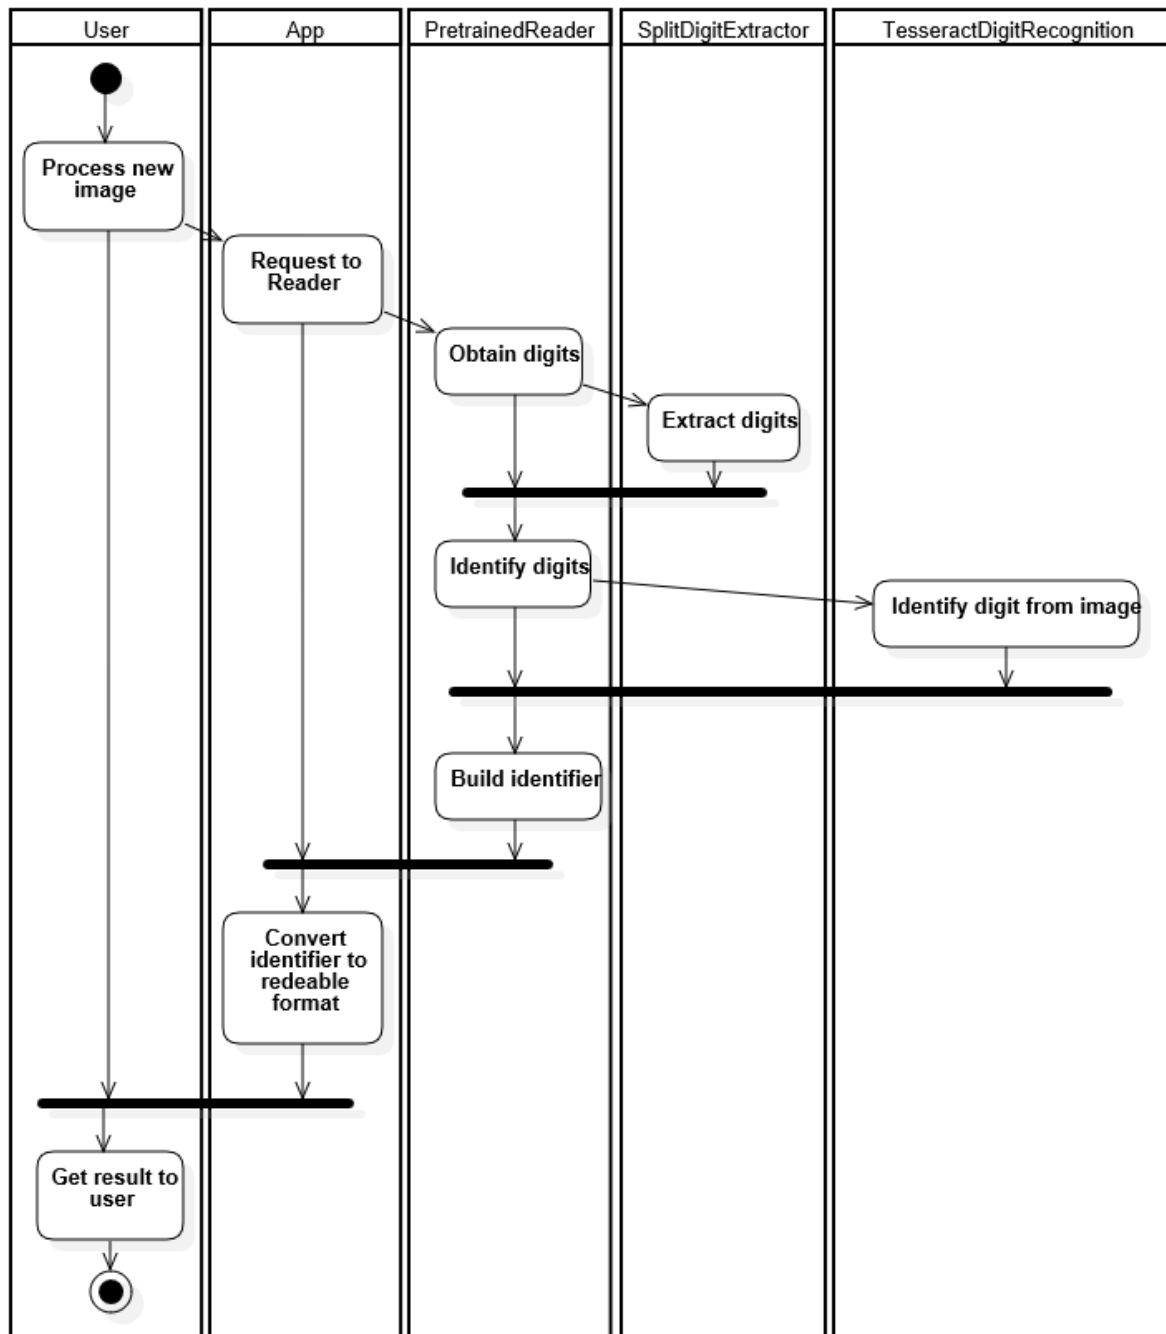 User
App
PretrainedReader
SplitDigitExtractor
TesseractDigitRecognition
Process new
image
Request to
Reader
Obtain digits
Extract digits
Identify digits
Identify digit from image
Build identifier
Convert
identifier to
redeable
format
Get result to
user